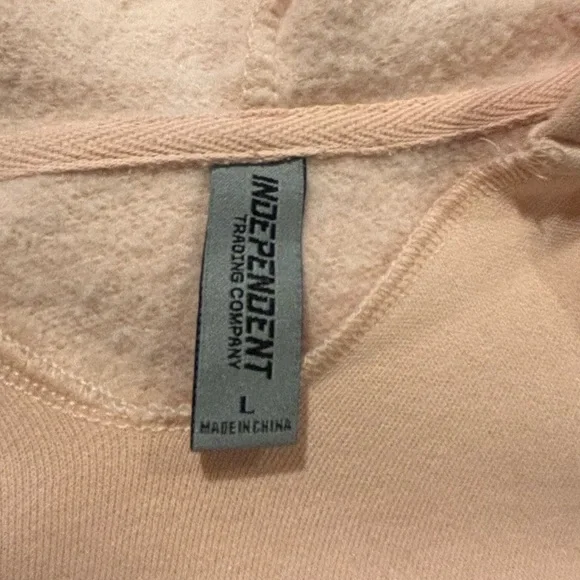 INDEPENDENT
TRADING COMPANY
L
MADE IN CHINA